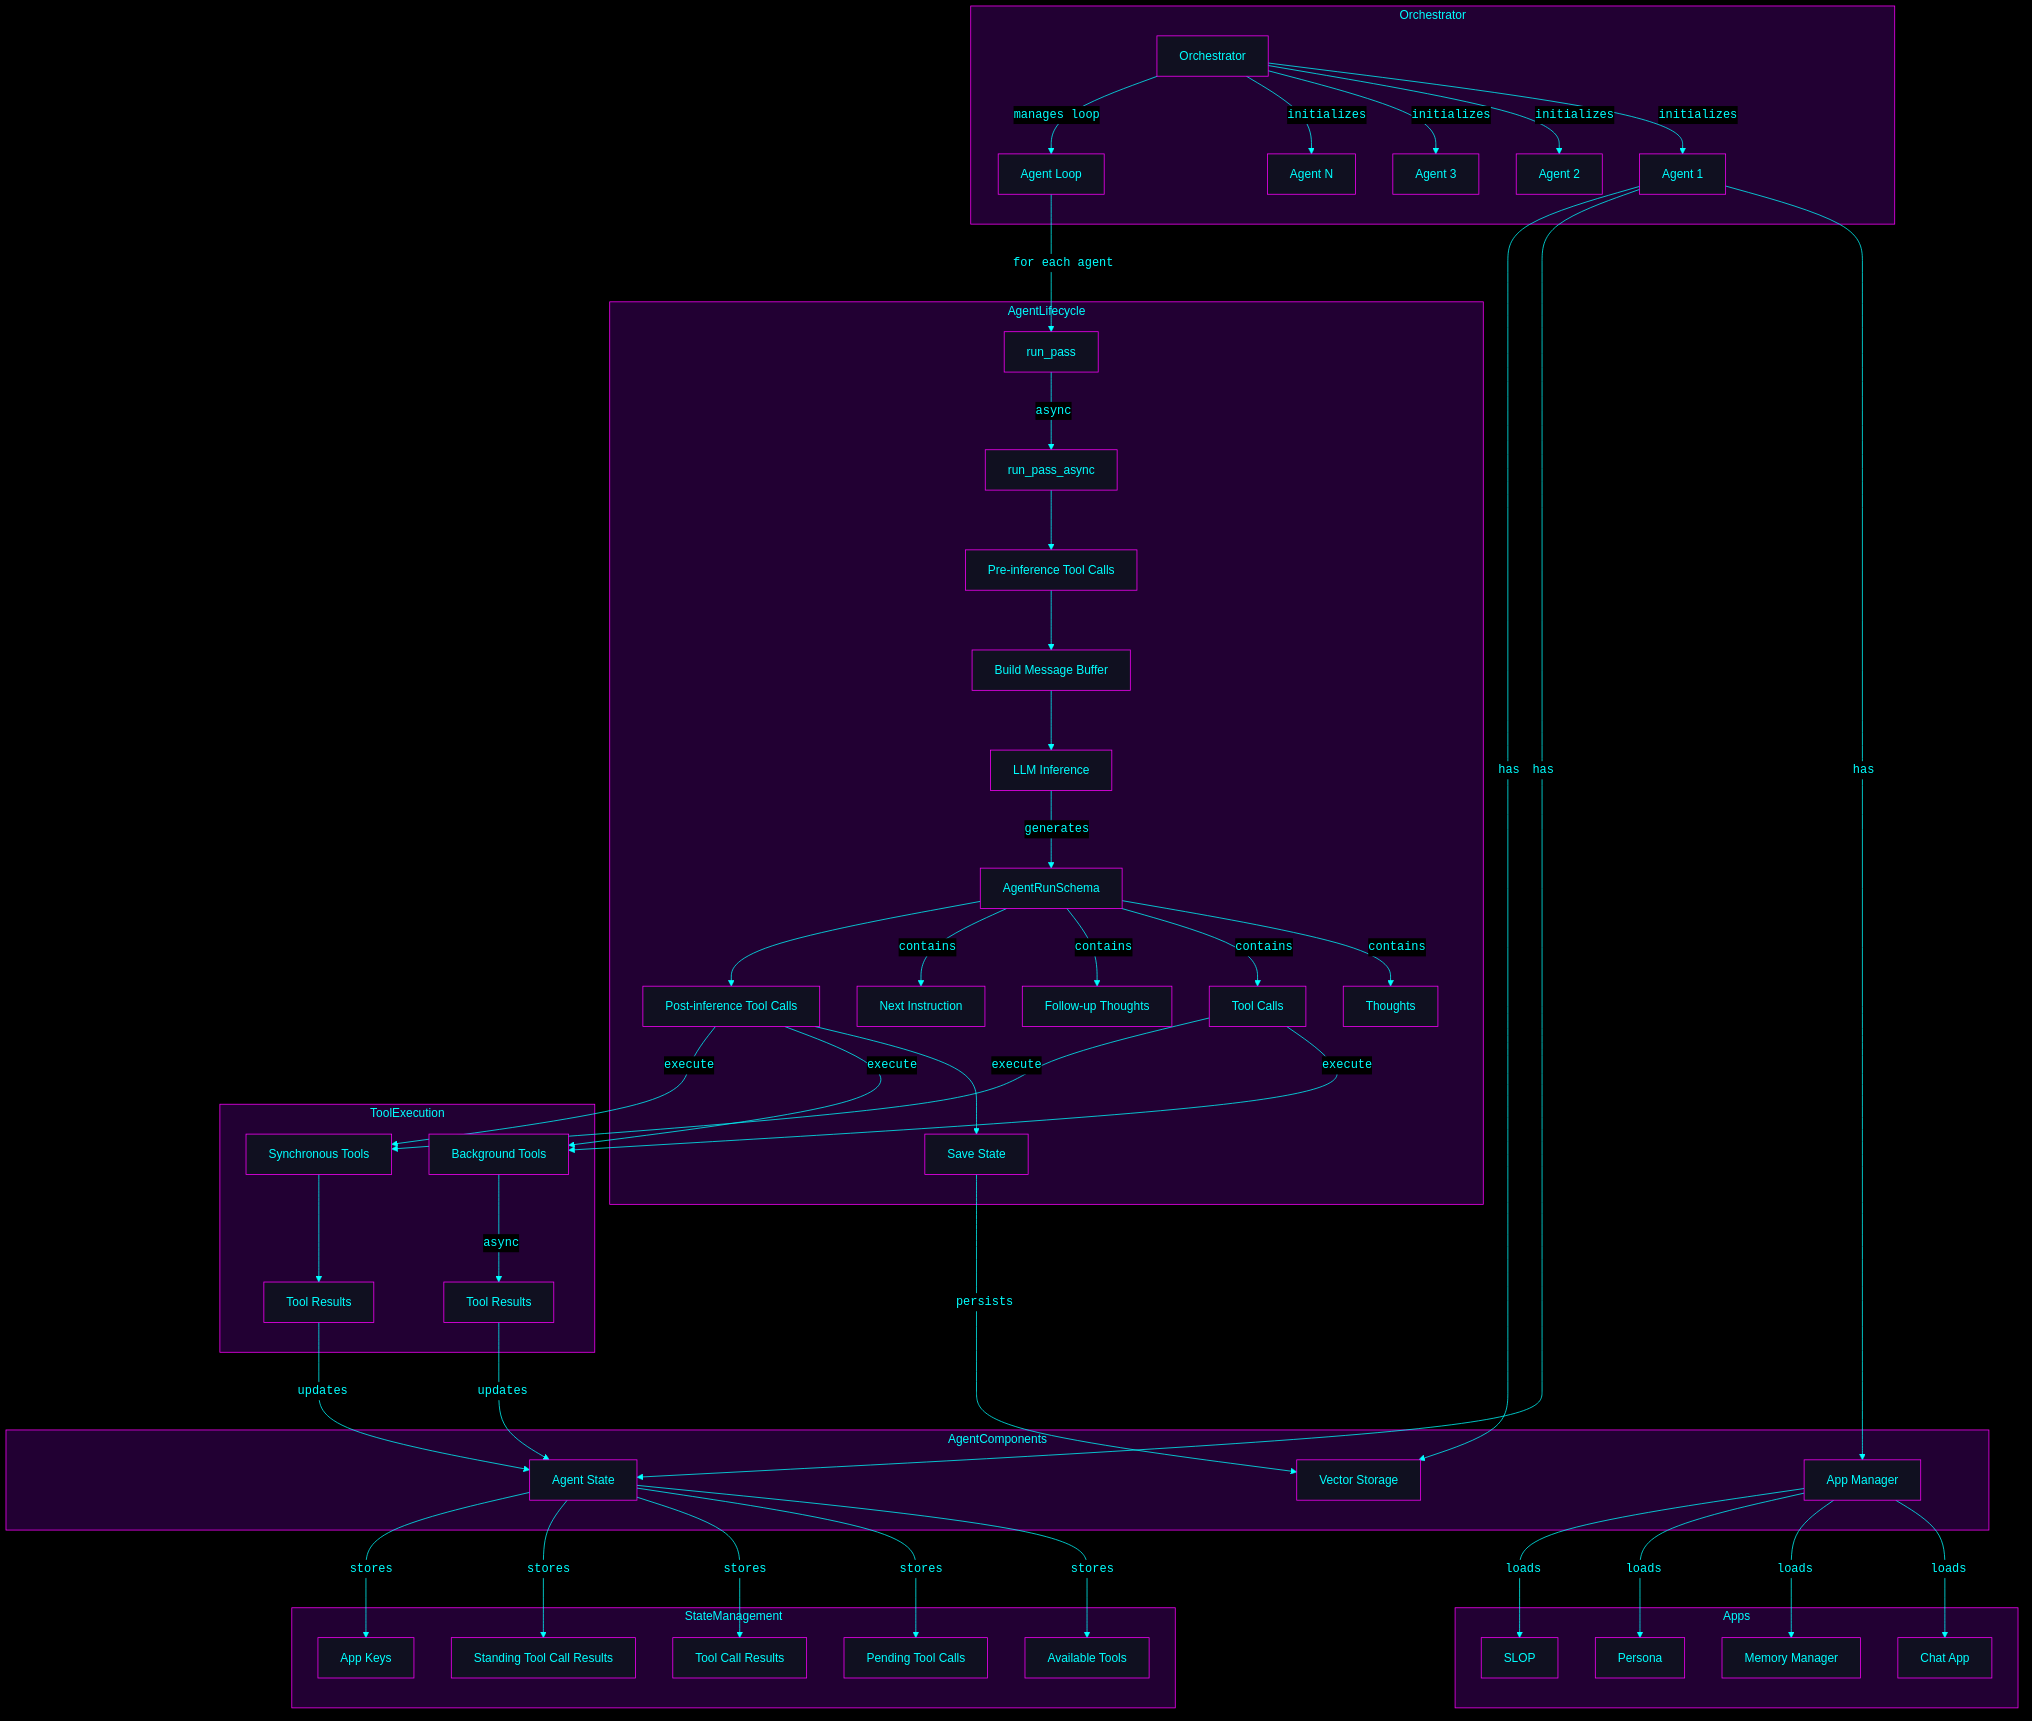 Orchestrator
Orchestrator
manages loop
initializes
initializes
initializes
initializes
Agent Loop
Agent N
Agent 3
Agent 2
Agent 1
for each agent
AgentLifecycle
run_pass
async
run_pass_async
Pre-inference Tool Calls
Build Message Buffer
LLM Inference
has
has
has
generates
AgentRunSchema
contains
contains
contains
contains
Post-inference Tool Calls
Next Instruction
Follow-up Thoughts
Tool Calls
Thoughts
execute
execute
execute
execute
ToolExecution
Synchronous Tools
Background Tools
Save State
async
Tool Results
Tool Results
persists
updates
updates
AgentComponents
Agent State
Vector Storage
App Manager
stores
stores
stores
stores
stores
loads
loads
loads
loads
StateManagement
Apps
App Keys
Standing Tool Call Results
Tool Call Results
Pending Tool Calls
Available Tools
SLOP
Persona
Memory Manager
Chat App